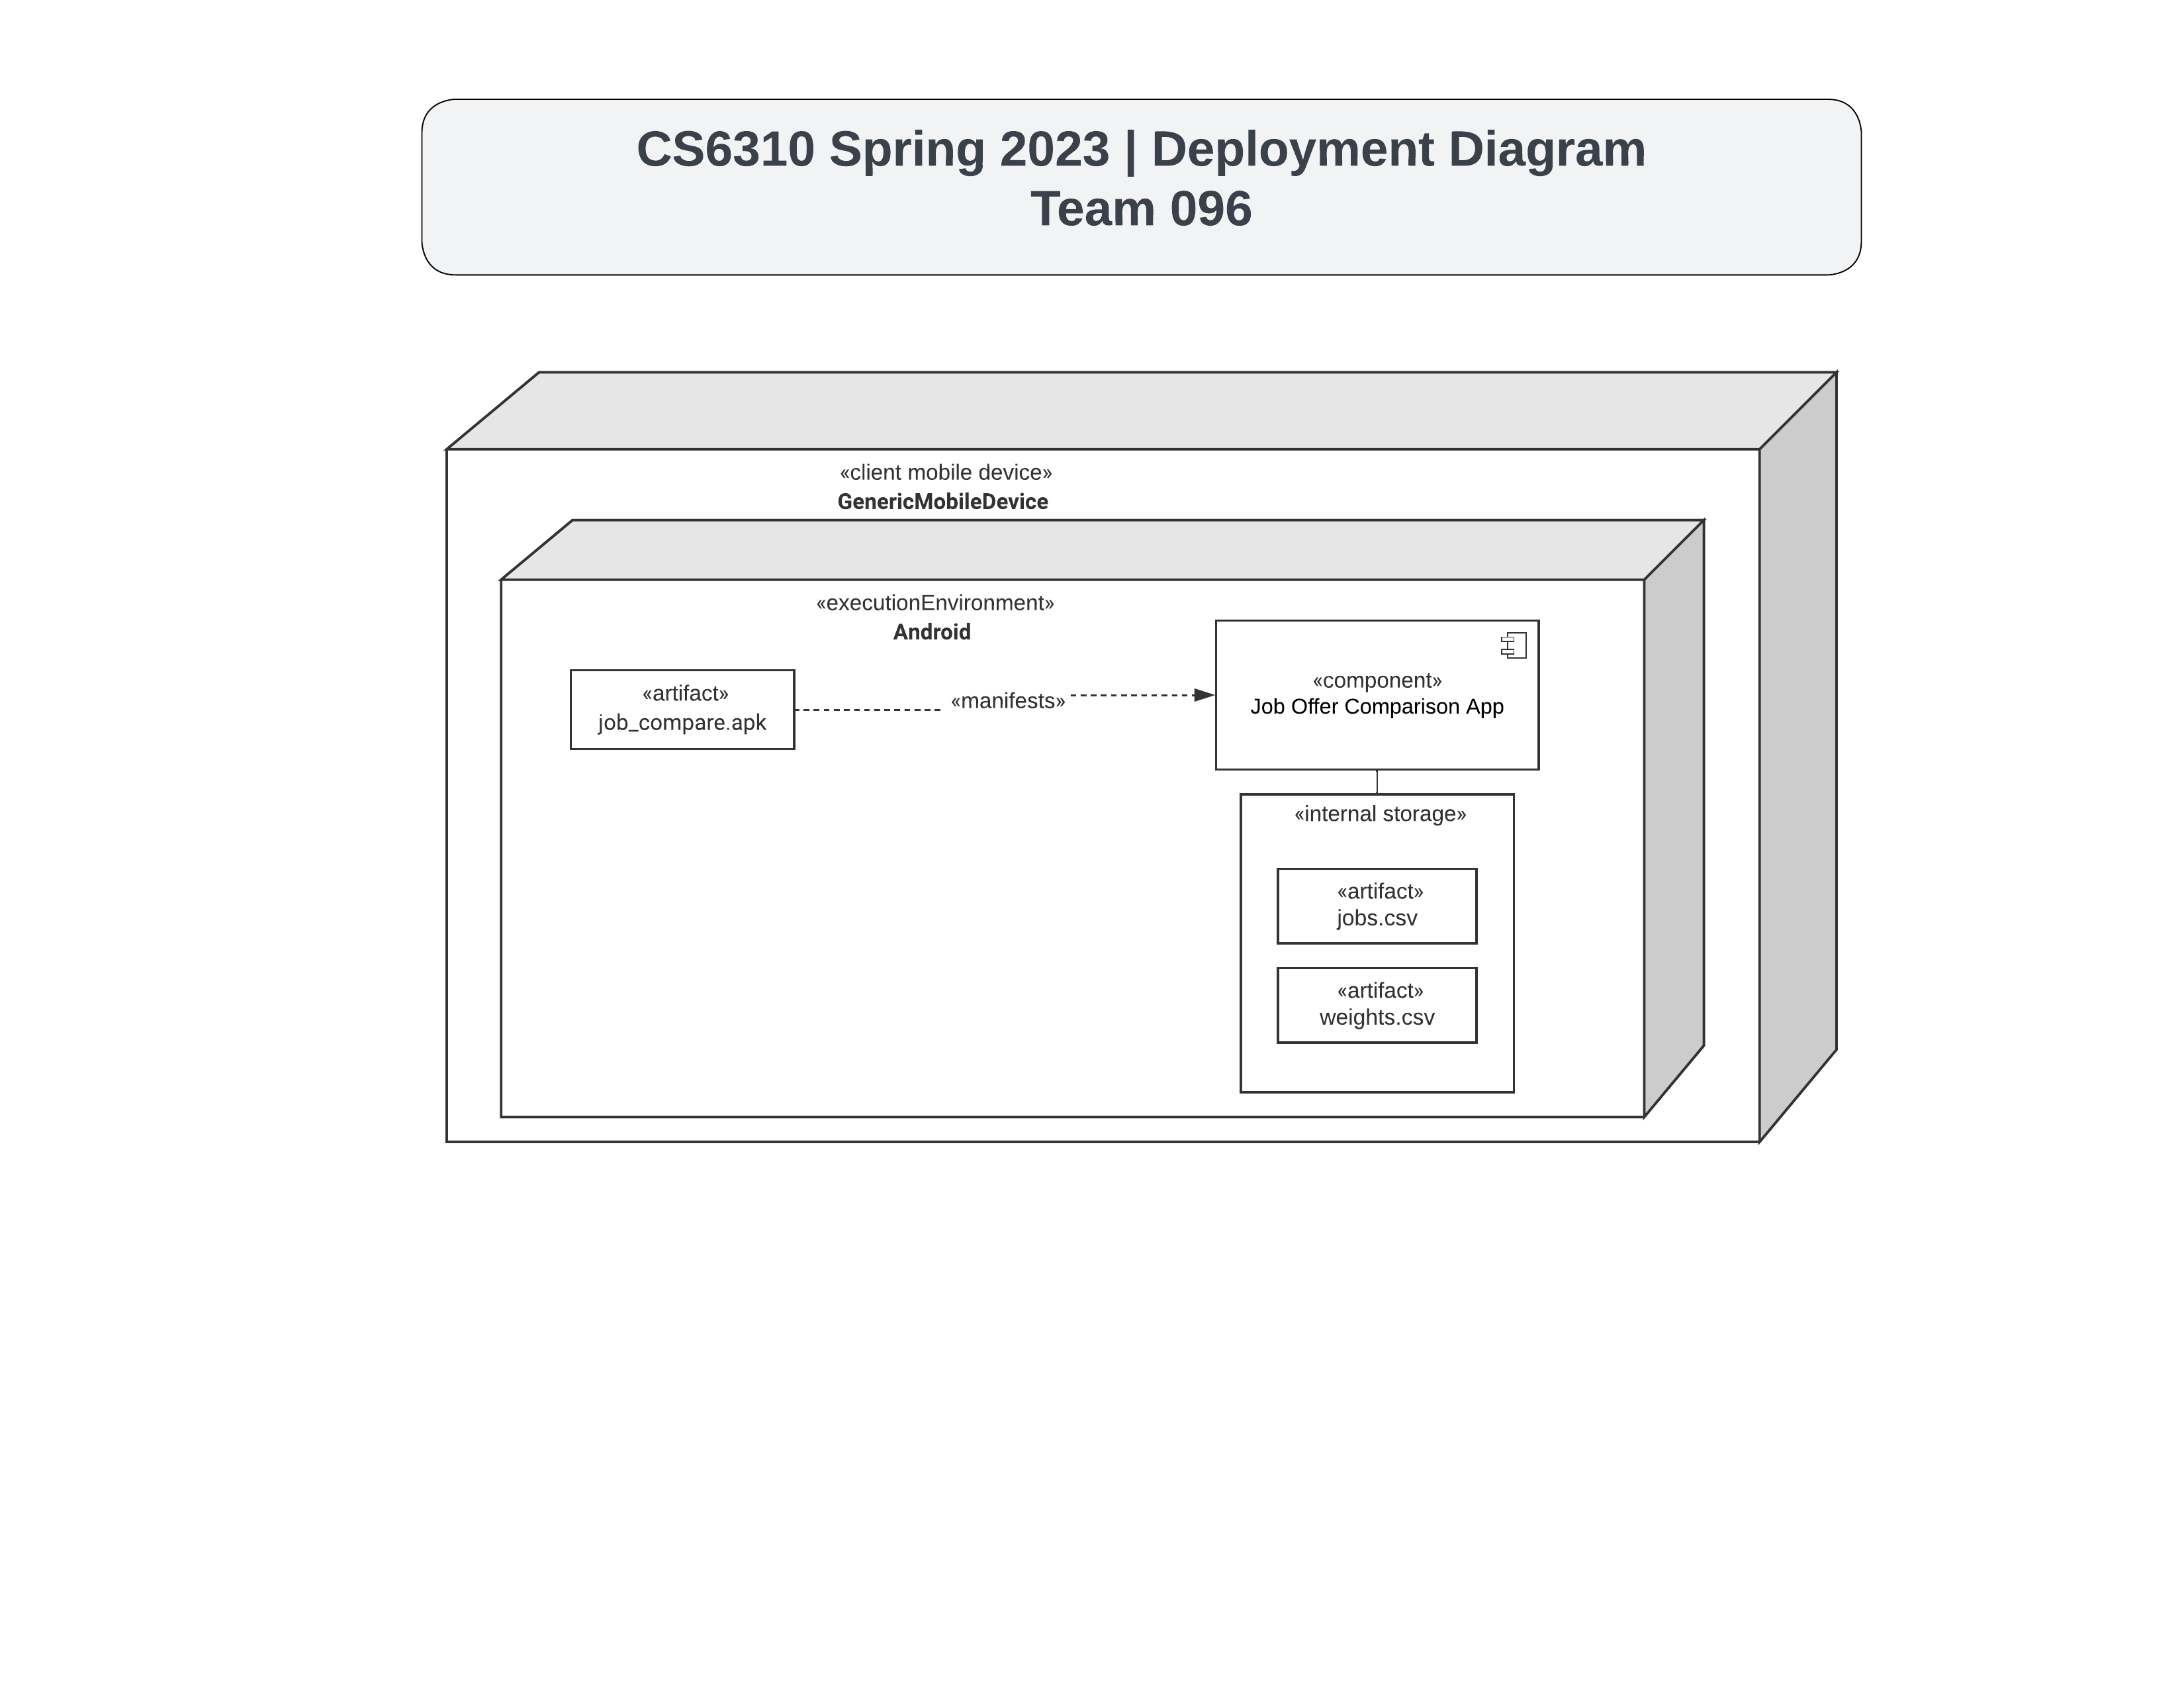 CS6310 Spring 2023 | Deployment Diagram
Team 096
«client mobile device»
GenericMobileDevice
«executionEnvironment»
Android
«artifact»
job_compare.apk
«manifests»
«component»
Job Offer Comparison App
«internal storage»
«artifact»
jobs.csv
«artifact»
weights.csv